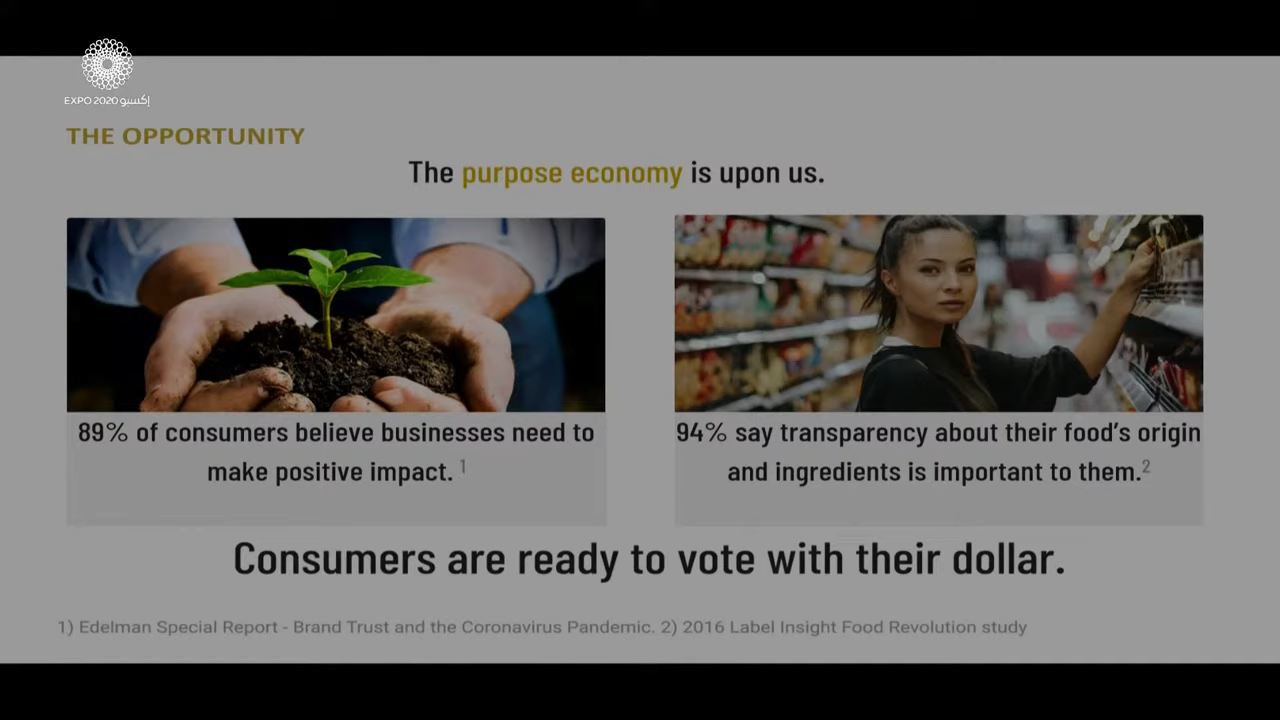 EXPO 2020 إكسبو
THE OPPORTUNITY
The purpose economy is upon us.
89% of consumers believe businesses need to
make positive impact. 1
94% say transparency about their food's origin
and ingredients is important to them.2
Consumers are ready to vote with their dollar.
1) Edelman Special Report - Brand Trust and the Coronavirus Pandemic. 2) 2016 Label Insight Food Revolution study